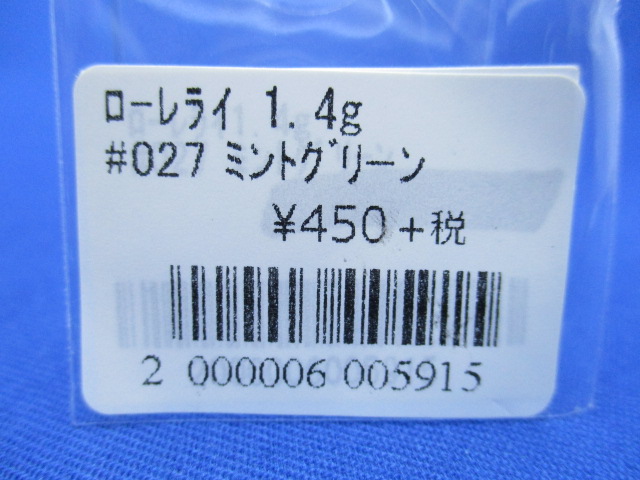 ﾛｰﾚﾗｲ 1.4g
#027 ﾐﾝﾄｸﾞﾘｰﾝ
¥450+税
2 000006 005915